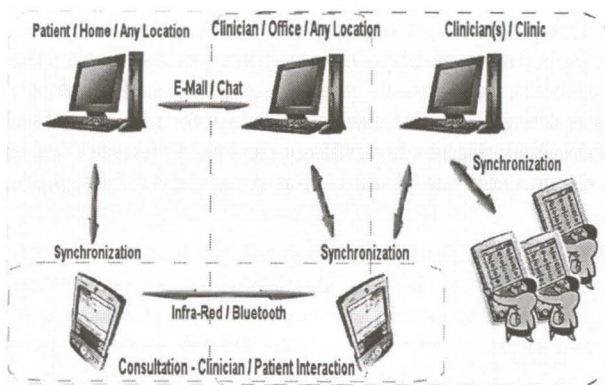 Patient / Home / Any Location
Clinician / Office / Any Location
Clinician(s) / Clinic
E-Mail / Chat
Synchronization
Synchronization
Synchronization
Infra-Red / Bluetooth
Consultation - Clinician / Patient Interaction